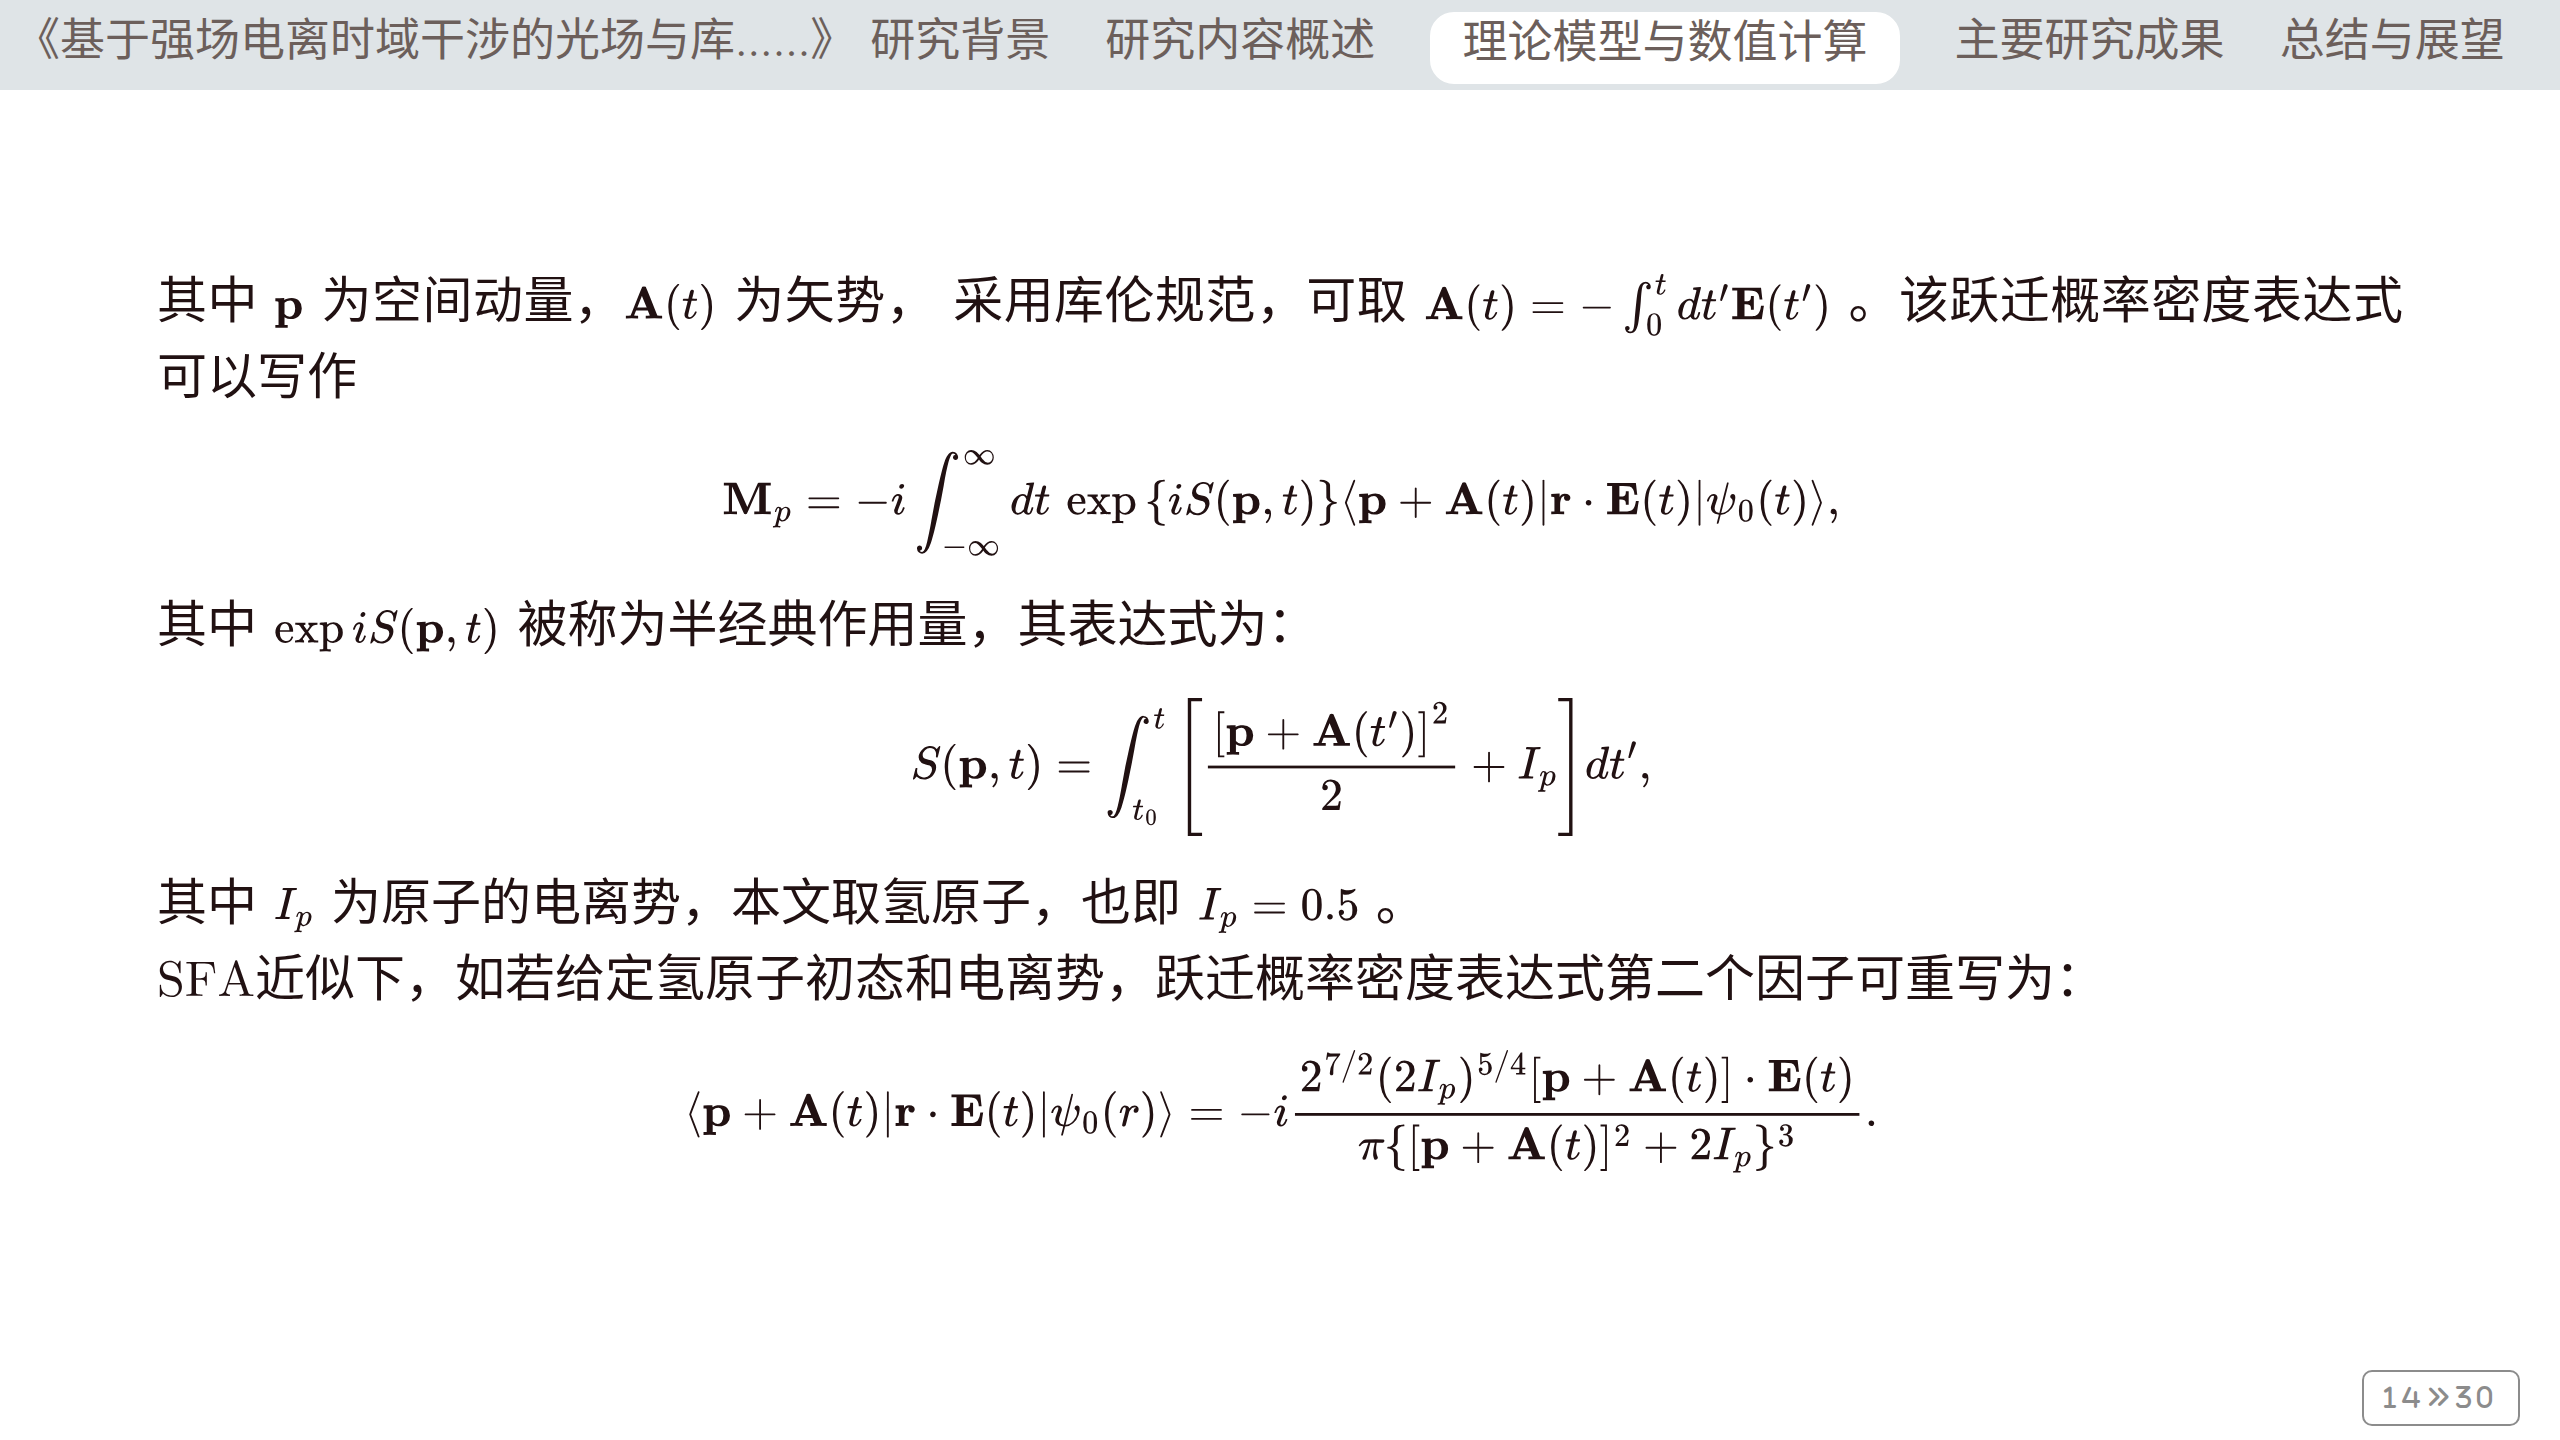 《基于强场电离时域干涉的光场与库……》 研究背景 研究内容概述 理论模型与数值计算 主要研究成果 总结与展望
其中 𝐩 为空间动量，𝐀(t) 为矢势， 采用库伦规范，可取 𝐀(t) = −∫₀ᵗ dt′𝐄(t′) 。该跃迁概率密度表达式
可以写作
𝐌ₚ = −i ∫_{−∞}^{∞} dt exp {iS(𝐩, t)}⟨𝐩 + 𝐀(t)|𝐫 · 𝐄(t)|ψ₀(t)⟩,
其中 exp iS(𝐩, t) 被称为半经典作用量，其表达式为：
S(𝐩, t) = ∫_{t₀}^{t} [ [𝐩 + 𝐀(t′)]² / 2 + Iₚ ] dt′,
其中 Iₚ 为原子的电离势，本文取氢原子，也即 Iₚ = 0.5 。
SFA近似下，如若给定氢原子初态和电离势，跃迁概率密度表达式第二个因子可重写为：
⟨𝐩 + 𝐀(t)|𝐫 · 𝐄(t)|ψ₀(r)⟩ = −i 2^{7/2}(2Iₚ)^{5/4}[𝐩 + 𝐀(t)] · 𝐄(t) / π{[𝐩 + 𝐀(t)]² + 2Iₚ}³ .
14»30